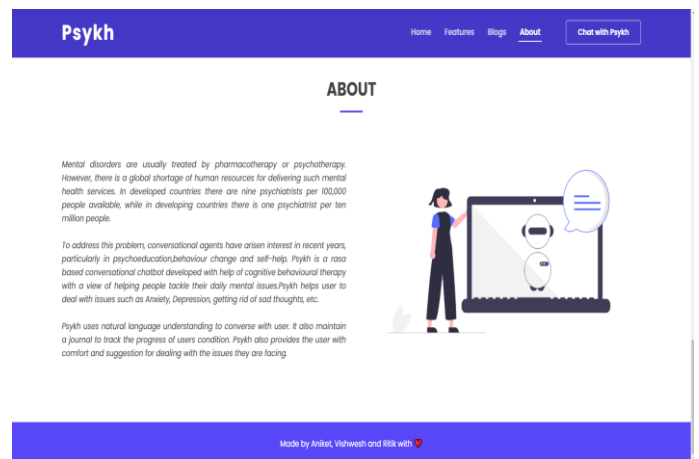 Psykh
Home Features Blogs About Chat with Psykh
ABOUT
Mental disorders are usually treated by pharmacotherapy or psychotherapy.
However, there is a global shortage of human resources for delivering such mental
health services. In developed countries there are nine psychiatrists per 100,000
people available, while in developing countries there is one psychiatrist per ten
million people.
To address this problem, conversational agents have arisen interest in recent years,
particularly in psychoeducation,behaviour change and self-help. Psykh is a rasa
based conversational chatbot developed with help of cognitive behavioural therapy
with a view of helping people tackle their daily mental issues.Psykh helps user to
deal with issues such as Anxiety, Depression, getting rid of sad thoughts, etc.
Psykh uses natural language understanding to converse with user. It also maintain
a journal to track the progress of users condition. Psykh also provides the user with
comfort and suggestion for dealing with the issues they are facing.
Made by Aniket, Vishwesh and Ritik with ❤